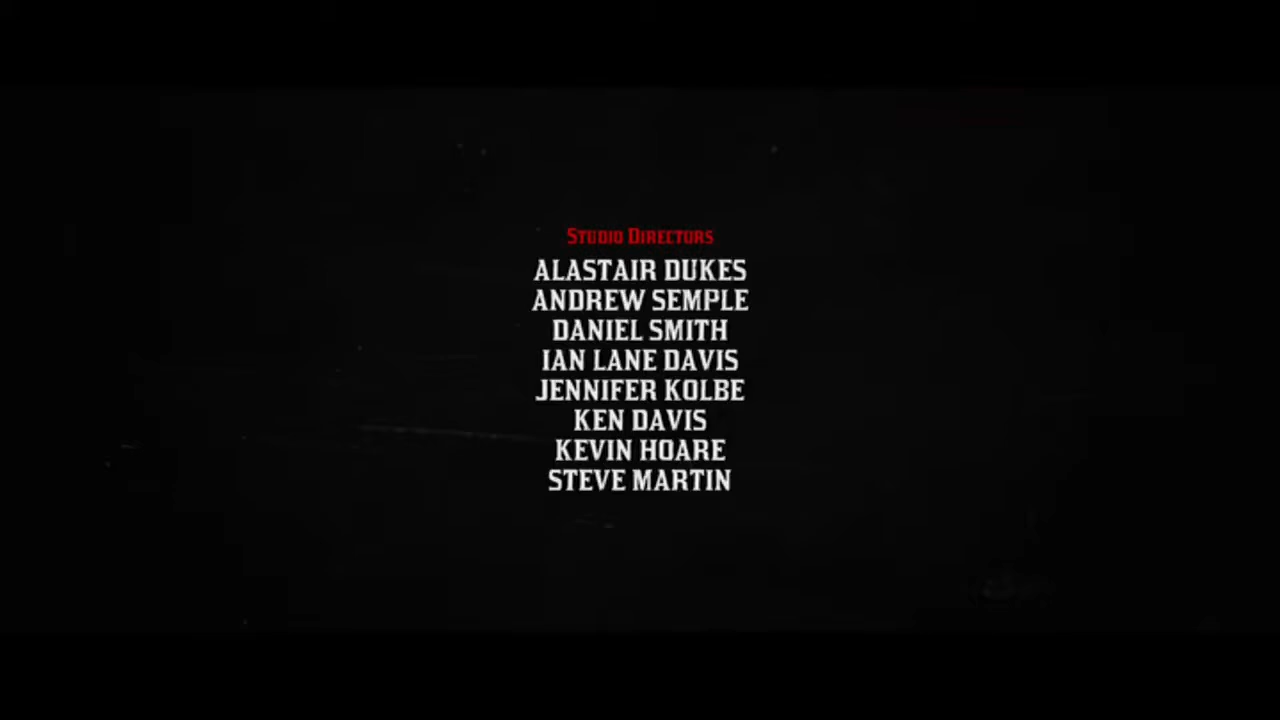 Studio Directors
ALASTAIR DUKES
ANDREW SEMPLE
DANIEL SMITH
IAN LANE DAVIS
JENNIFER KOLBE
KEN DAVIS
KEVIN HOARE
STEVE MARTIN